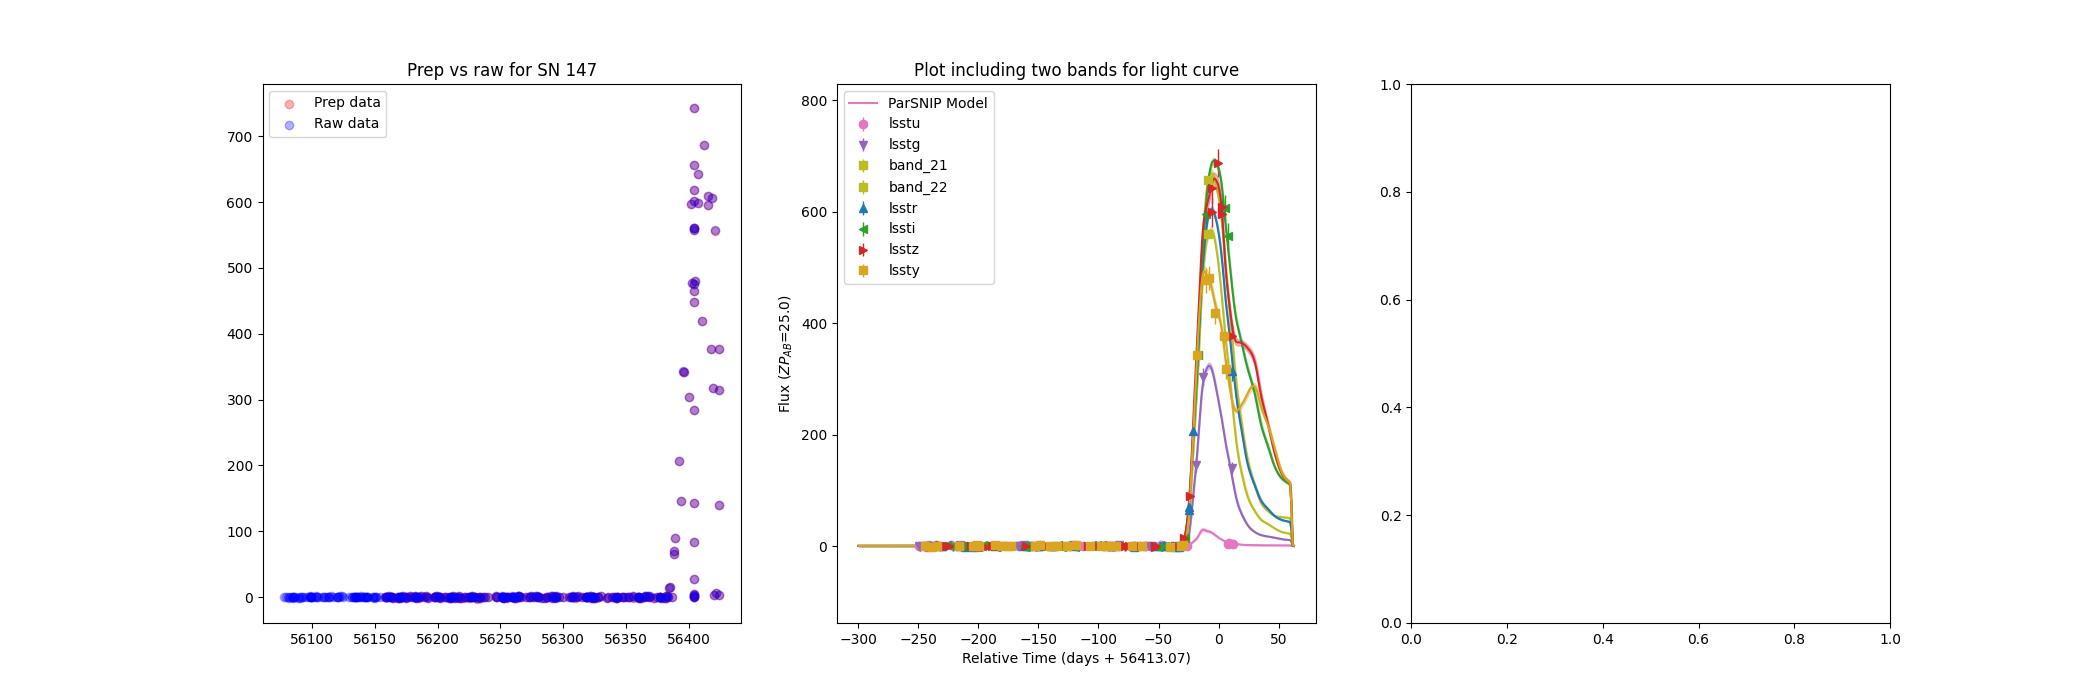 Prep vs raw for SN 147
Prep data
Raw data
700
600
500
400
300
200
100
0
56100 56150 56200 56250 56300 56350 56400
Plot including two bands for light curve
ParSNIP Model
lsstu
lsstg
band_21
band_22
lsstr
lssti
lsstz
lssty
Flux (ZP_AB=25.0)
800
600
400
200
0
−300 −250 −200 −150 −100 −50 0 50
Relative Time (days + 56413.07)
1.0
0.8
0.6
0.4
0.2
0.0
0.0 0.2 0.4 0.6 0.8 1.0